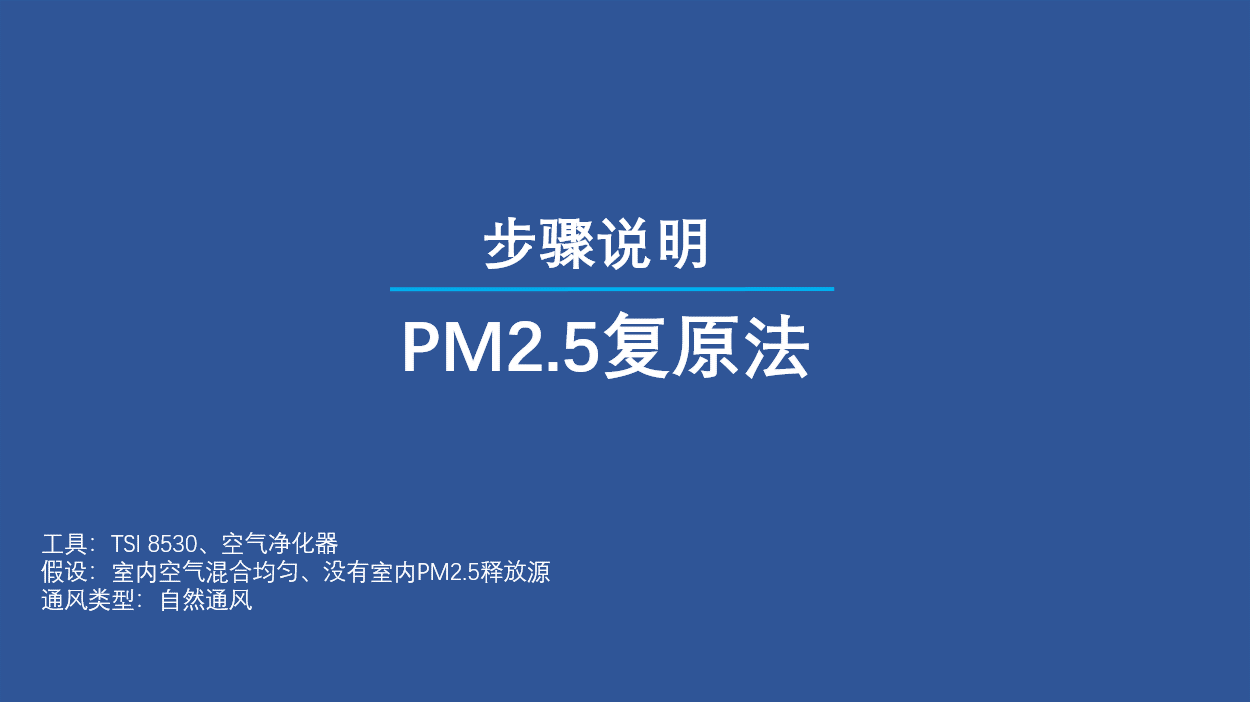 步骤说明
PM2.5复原法
工具：TSI 8530、空气净化器
假设：室内空气混合均匀、没有室内PM2.5释放源
通风类型：自然通风